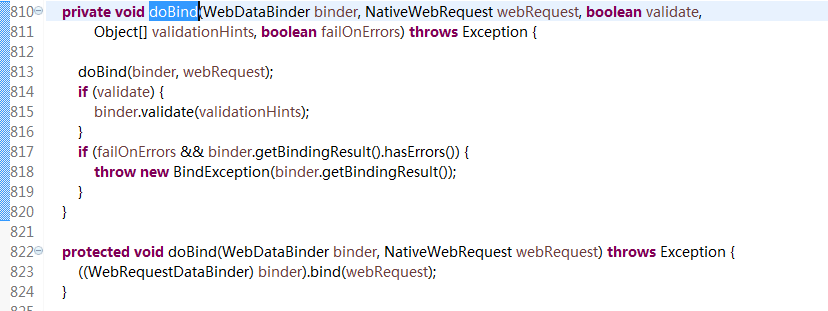 810 private void doBind(WebDataBinder binder, NativeWebRequest webRequest, boolean validate,
811 Object[] validationHints, boolean failOnErrors) throws Exception {
812
813 doBind(binder, webRequest);
814 if (validate) {
815 binder.validate(validationHints);
816 }
817 if (failOnErrors && binder.getBindingResult().hasErrors()) {
818 throw new BindException(binder.getBindingResult());
819 }
820 }
821
822 protected void doBind(WebDataBinder binder, NativeWebRequest webRequest) throws Exception {
823 ((WebRequestDataBinder) binder).bind(webRequest);
824 }